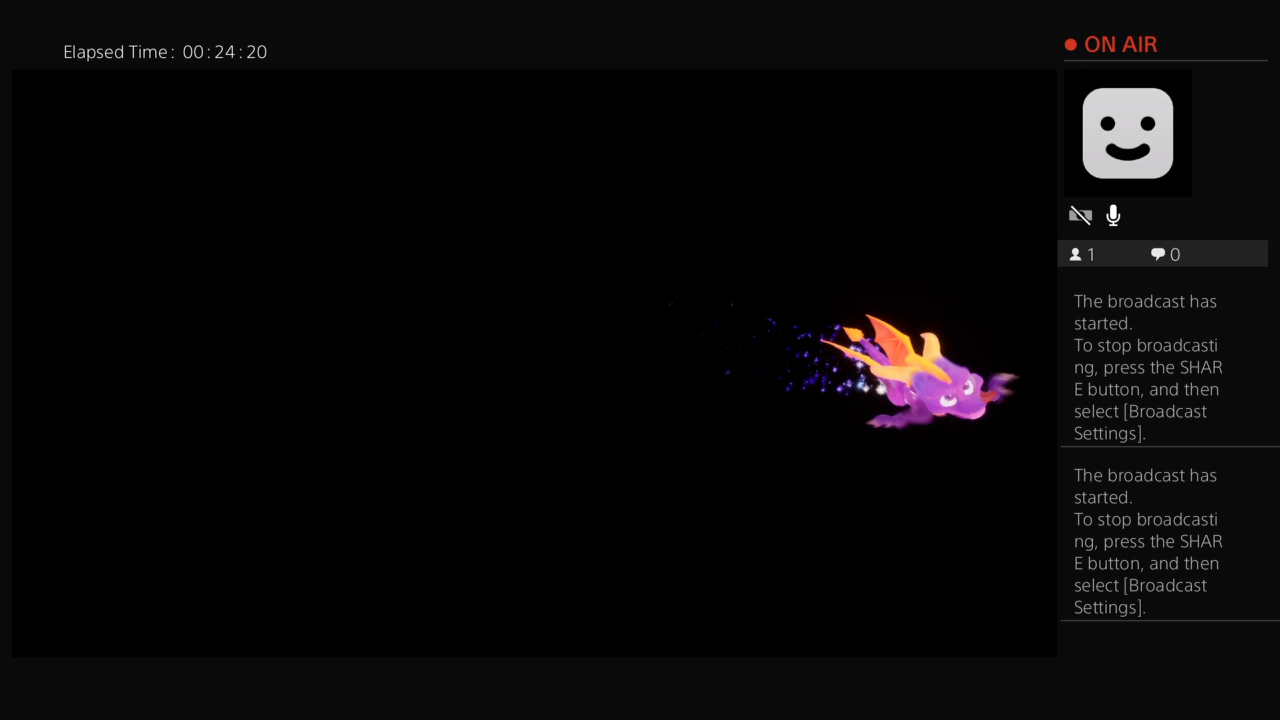 Elapsed Time: 00:24:20
ON AIR
1
0
The broadcast has
started.
To stop broadcasti
ng, press the SHAR
E button, and then
select [Broadcast
Settings].
The broadcast has
started.
To stop broadcasti
ng, press the SHAR
E button, and then
select [Broadcast
Settings].